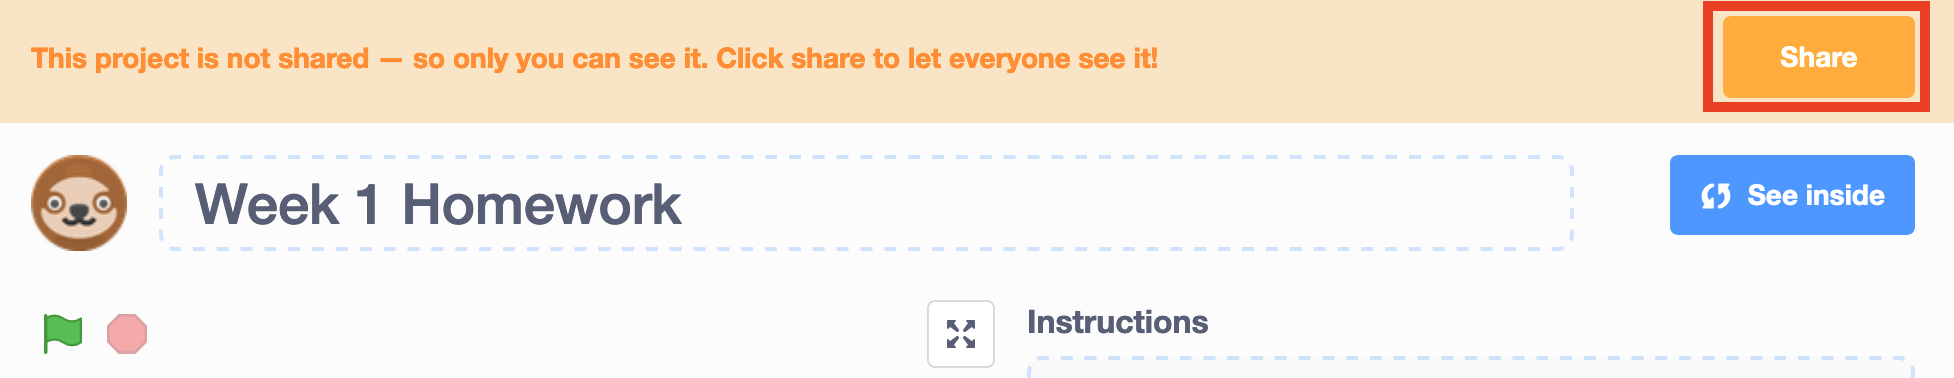 This project is not shared — so only you can see it. Click share to let everyone see it!
Share
Week 1 Homework
See inside
Instructions